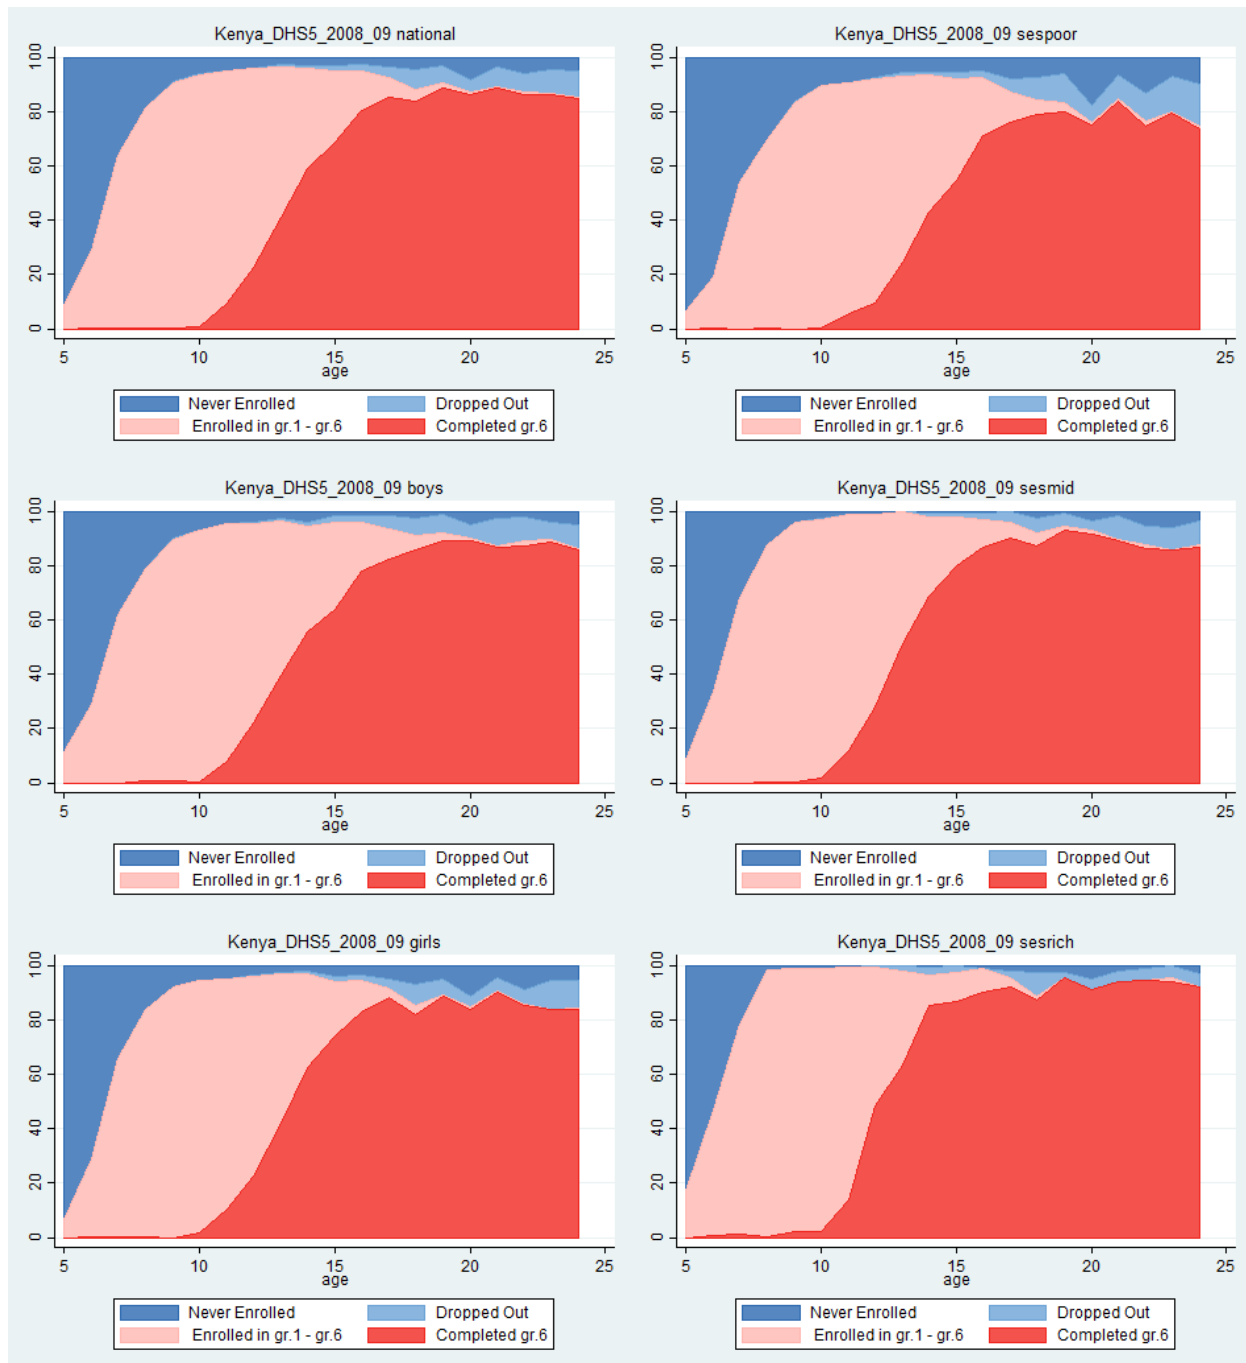 Kenya_DHS5_2008_09 national
100
80
60
40
20
0
5 10 15 20 25
age
Never Enrolled Dropped Out
Enrolled in gr.1 - gr.6 Completed gr.6
Kenya_DHS5_2008_09 sespoor
100
80
60
40
20
0
5 10 15 20 25
age
Never Enrolled Dropped Out
Enrolled in gr.1 - gr.6 Completed gr.6
Kenya_DHS5_2008_09 boys
100
80
60
40
20
0
5 10 15 20 25
age
Never Enrolled Dropped Out
Enrolled in gr.1 - gr.6 Completed gr.6
Kenya_DHS5_2008_09 sesmid
100
80
60
40
20
0
5 10 15 20 25
age
Never Enrolled Dropped Out
Enrolled in gr.1 - gr.6 Completed gr.6
Kenya_DHS5_2008_09 girls
100
80
60
40
20
0
5 10 15 20 25
age
Never Enrolled Dropped Out
Enrolled in gr.1 - gr.6 Completed gr.6
Kenya_DHS5_2008_09 sesrich
100
80
60
40
20
0
5 10 15 20 25
age
Never Enrolled Dropped Out
Enrolled in gr.1 - gr.6 Completed gr.6